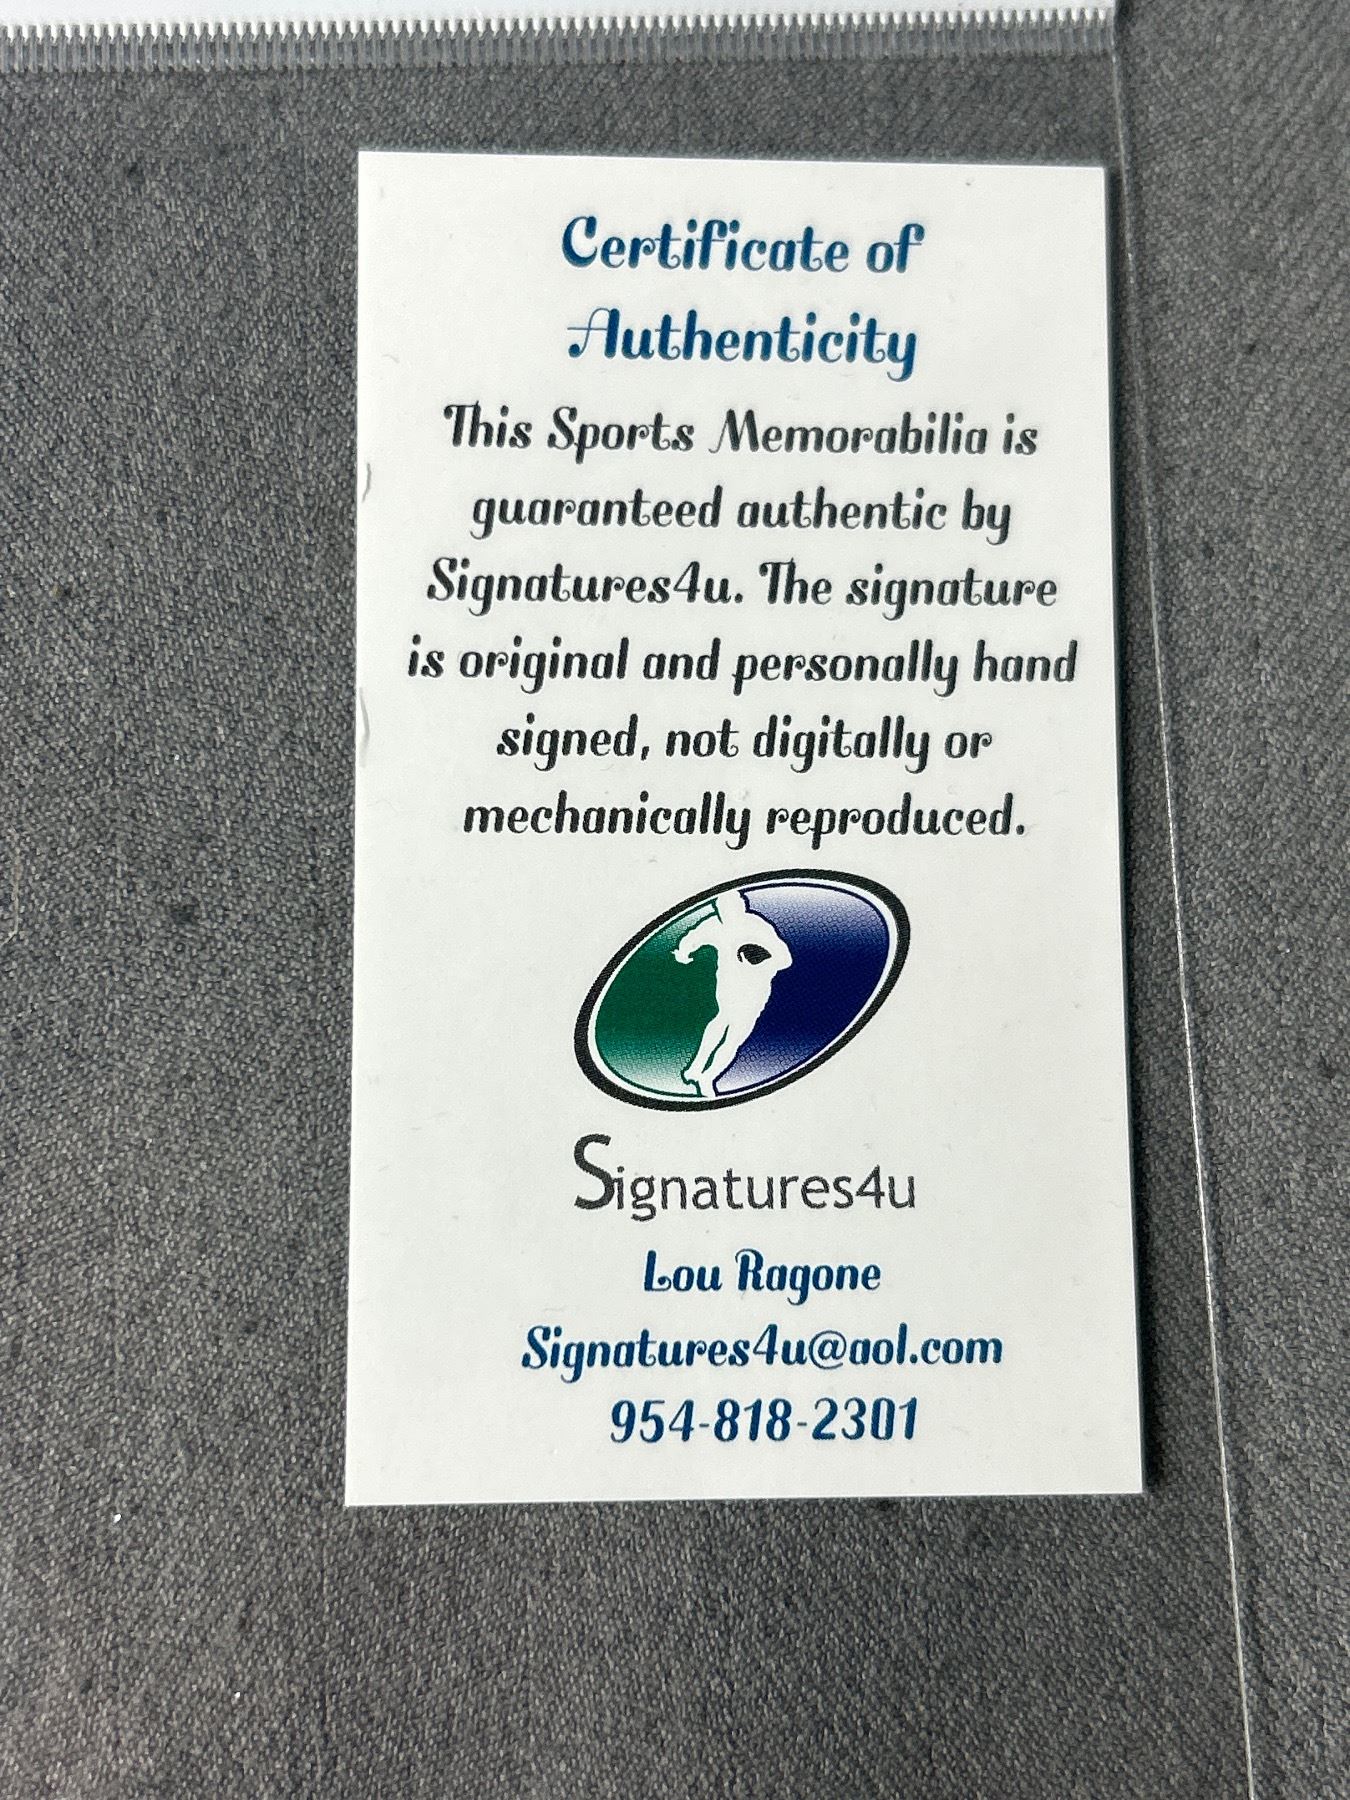 Certificate of
Authenticity
This Sports Memorabilia is
guaranteed authentic by
Signatures4u. The signature
is original and personally hand
signed, not digitally or
mechanically reproduced.
Signatures4u
Lou Ragone
Signatures4u@aol.com
954-818-2301